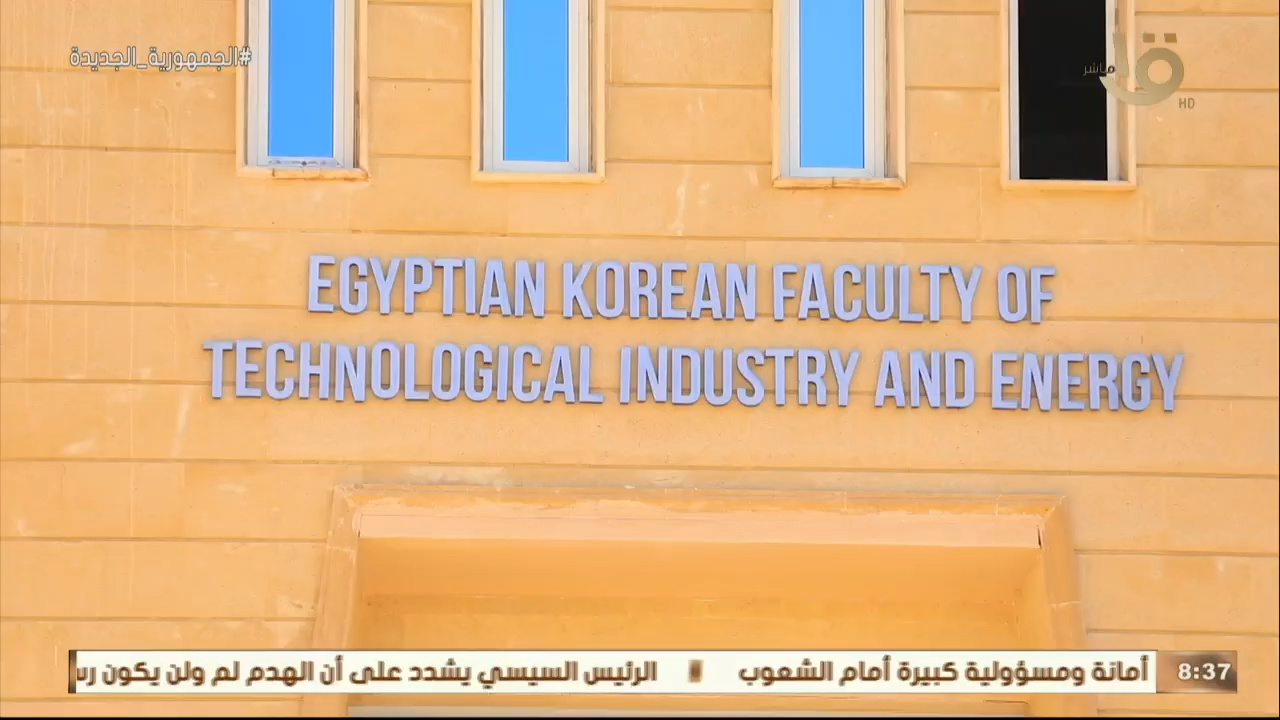 #الجمهورية_الجديدة
مباشر
HD
EGYPTIAN KOREAN FACULTY OF
TECHNOLOGICAL INDUSTRY AND ENERGY
8:37
أمانة ومسؤولية كبيرة أمام الشعوب
الرئيس السيسي يشدد على أن الهدم لم ولن يكون